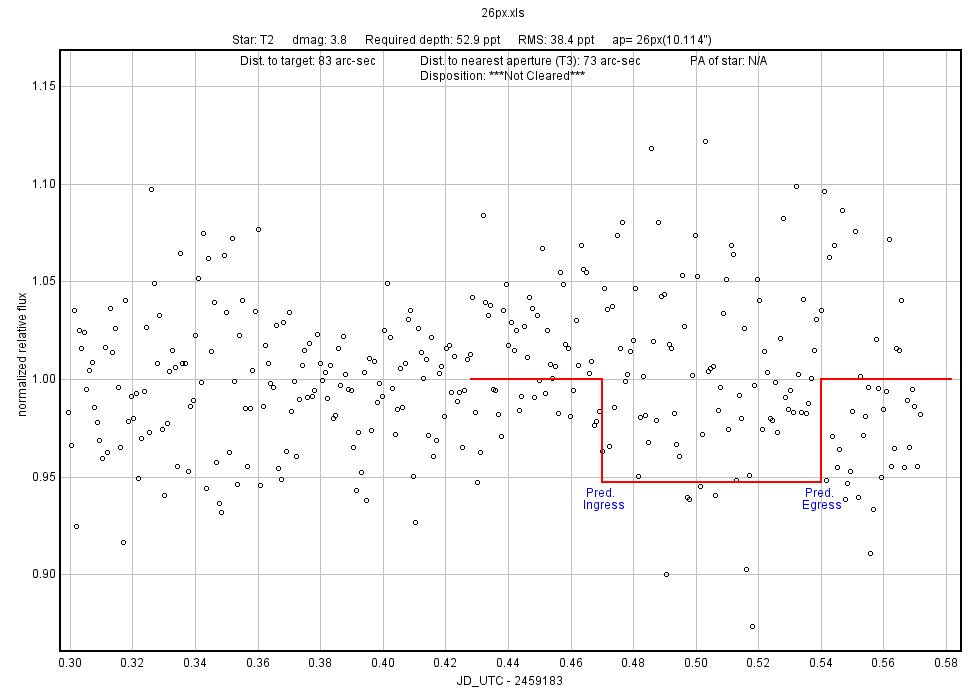 26px.xls
Star: T2 dmag: 3.8 Required depth: 52.9 ppt RMS: 38.4 ppt ap= 26px(10.114")
Dist. to target: 83 arc-sec Dist. to nearest aperture (T3): 73 arc-sec PA of star: N/A
Disposition: ***Not Cleared***
1.15
1.10
1.05
1.00
0.95
0.90
normalized relative flux
Pred.
Ingress
Pred.
Egress
0.30 0.32 0.34 0.36 0.38 0.40 0.42 0.44 0.46 0.48 0.50 0.52 0.54 0.56 0.58
JD_UTC - 2459183